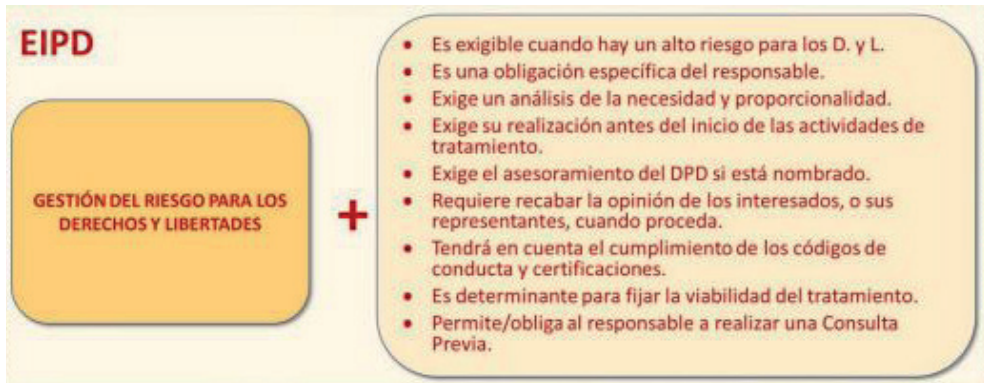 EIPD
GESTIÓN DEL RIESGO PARA LOS
DERECHOS Y LIBERTADES
+
• Es exigible cuando hay un alto riesgo para los D. y L.
• Es una obligación específica del responsable.
• Exige un análisis de la necesidad y proporcionalidad.
• Exige su realización antes del inicio de las actividades de
tratamiento.
• Exige el asesoramiento del DPD si está nombrado.
• Requiere recabar la opinión de los interesados, o sus
representantes, cuando proceda.
• Tendrá en cuenta el cumplimiento de los códigos de
conducta y certificaciones.
• Es determinante para fijar la viabilidad del tratamiento.
• Permite/obliga al responsable a realizar una Consulta
Previa.